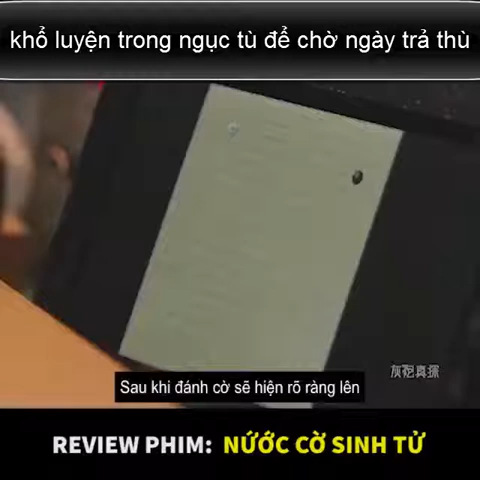 khổ luyện trong ngục tù để chờ ngày trả thù
灰砲真探
Sau khi đánh cờ sẽ hiện rõ ràng lên
REVIEW PHIM: NƯỚC CỜ SINH TỬ